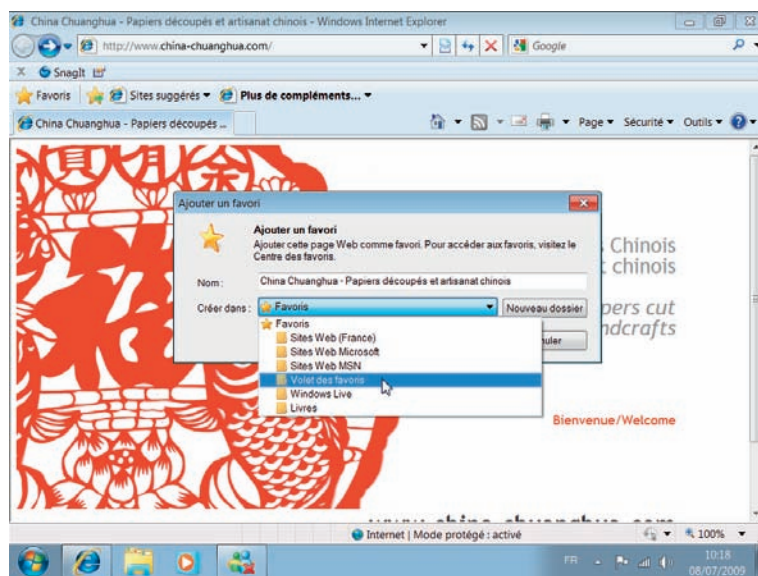 China Chuanghua - Papiers découpés et artisanat chinois - Windows Internet Explorer
http://www.china-chuanghua.com/
Google
X SnagIt
Favoris Sites suggérés Plus de compléments...
China Chuanghua - Papiers découpés ...
Page Sécurité Outils
Ajouter un favori
Ajouter un favori
Ajouter cette page Web comme favori. Pour accéder aux favoris, visitez le
Centre des favoris.
Nom : China Chuanghua - Papiers découpés et artisanat chinois
Créer dans : Favoris Nouveau dossier
Favoris
Sites Web (France)
Sites Web Microsoft
Sites Web MSN
Volet des favoris
Windows Live
Livres
nuler
Chinois
t chinois
pers cut
ndcrafts
Bienvenue/Welcome
Internet | Mode protégé : activé
100%
FR
10:18
08/07/2009